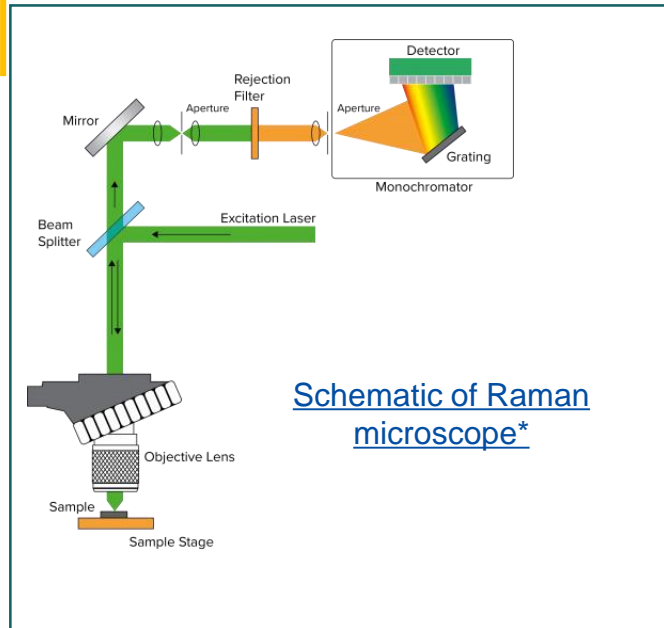 Detector
Rejection
Filter
Aperture
Aperture
Mirror
Grating
Monochromator
Beam
Splitter
Excitation Laser
Schematic of Raman
microscope*
Objective Lens
Sample
Sample Stage